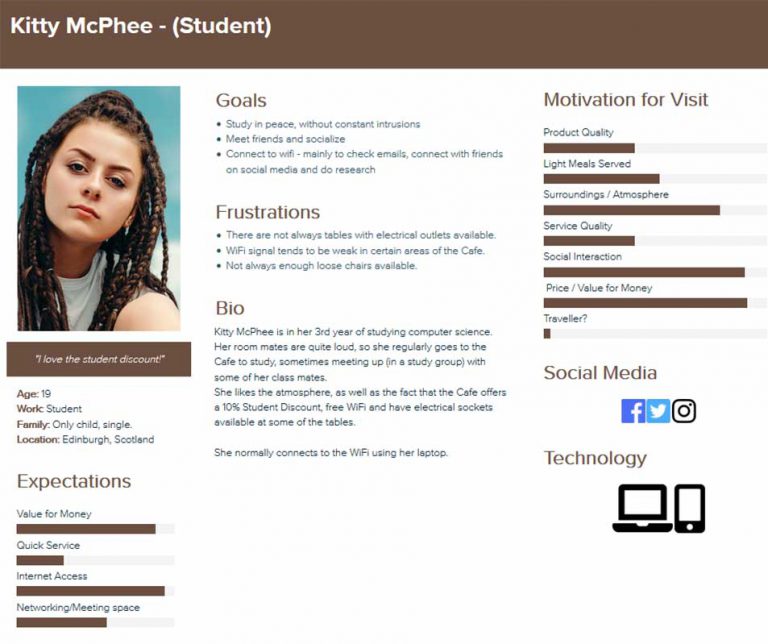 Kitty McPhee - (Student)
"I love the student discount!"
Age: 19
Work: Student
Family: Only child, single.
Location: Edinburgh, Scotland
Expectations
Value for Money
Quick Service
Internet Access
Networking/Meeting space
Goals
Study in peace, without constant intrusions
Meet friends and socialize
Connect to wifi - mainly to check emails, connect with friends
on social media and do research
Frustrations
There are not always tables with electrical outlets available.
WiFi signal tends to be weak in certain areas of the Cafe.
Not always enough loose chairs available.
Bio
Kitty McPhee is in her 3rd year of studying computer science.
Her room mates are quite loud, so she regularly goes to the
Cafe to study, sometimes meeting up (in a study group) with
some of her class mates.
She likes the atmosphere, as well as the fact that the Cafe offers
a 10% Student Discount, free WiFi and have electrical sockets
available at some of the tables.
She normally connects to the WiFi using her laptop.
Motivation for Visit
Product Quality
Light Meals Served
Surroundings / Atmosphere
Service Quality
Social Interaction
Price / Value for Money
Traveller?
Social Media
Technology